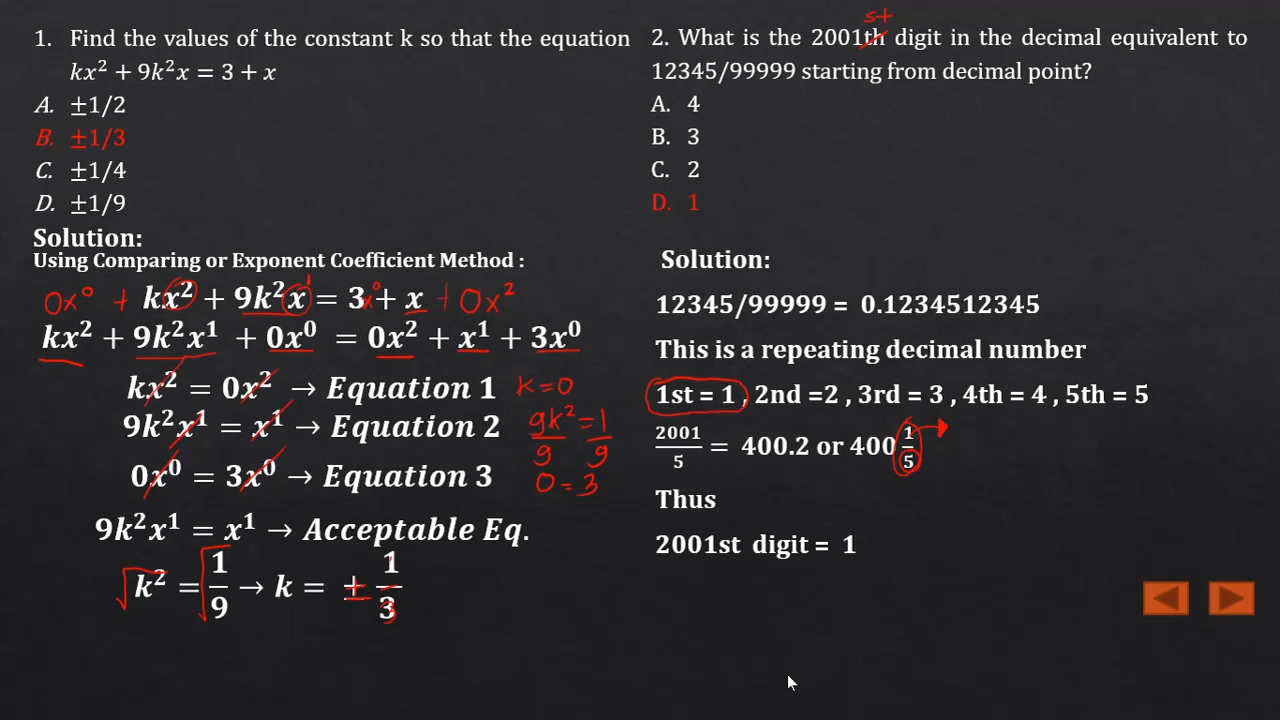 1. Find the values of the constant k so that the equation
kx² + 9k²x = 3 + x
A. ±1/2
B. ±1/3
C. ±1/4
D. ±1/9
Solution:
Using Comparing or Exponent Coefficient Method :
0x⁰ + kx² + 9k²x¹ = 3x⁰ + x + 0x²
kx² + 9k²x¹ + 0x⁰ = 0x² + x¹ + 3x⁰
kx² = 0x² → Equation 1 k=0
9k²x¹ = x¹ → Equation 2 9k²/9 = 1/9
0x⁰ = 3x⁰ → Equation 3 0=3
9k²x¹ = x¹ → Acceptable Eq.
√k² = √1/9 → k = ± 1/3
st
2. What is the 2001th digit in the decimal equivalent to
12345/99999 starting from decimal point?
A. 4
B. 3
C. 2
D. 1
Solution:
12345/99999 = 0.1234512345
This is a repeating decimal number
1st = 1 , 2nd =2 , 3rd = 3 , 4th = 4 , 5th = 5
2001/5 = 400.2 or 400 1/5
Thus
2001st digit = 1